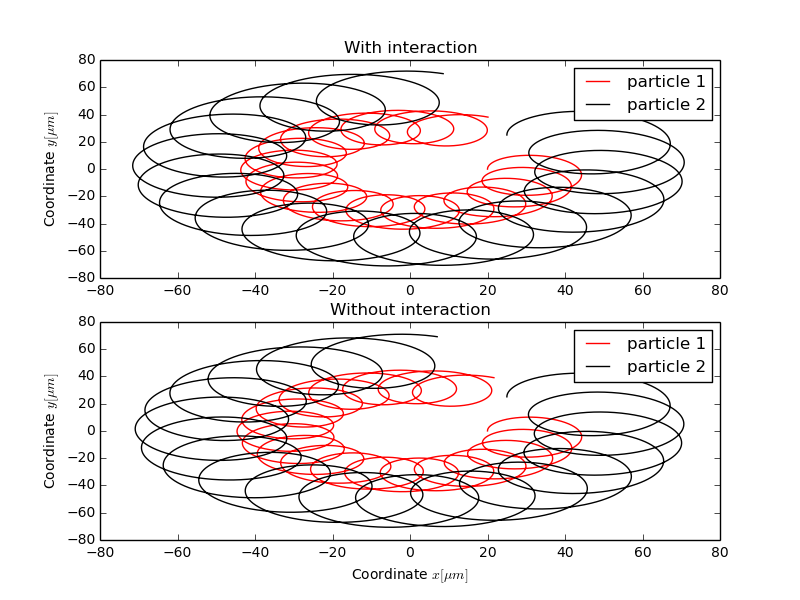 With interaction
80
60
40
20
0
−20
−40
−60
−80
Coordinate y[μm]
particle 1
particle 2
−80 −60 −40 −20 0 20 40 60 80
Without interaction
80
60
40
20
0
−20
−40
−60
−80
Coordinate y[μm]
particle 1
particle 2
−80 −60 −40 −20 0 20 40 60 80
Coordinate x[μm]